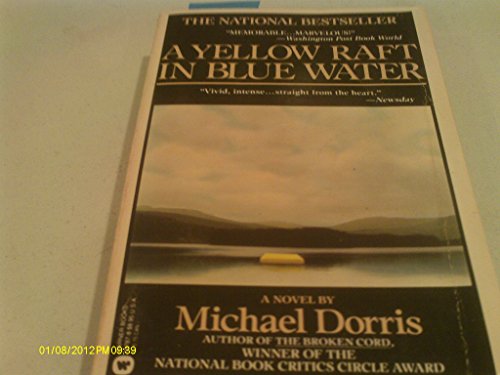 THE NATIONAL BESTSELLER
"MEMORABLE...MARVELOUS!"
—Washington Post Book World
A YELLOW RAFT
IN BLUE WATER
"Vivid, intense...straight from the heart."
—Newsday
A NOVEL BY
Michael Dorris
AUTHOR OF THE BROKEN CORD,
WINNER OF THE
NATIONAL BOOK CRITICS CIRCLE AWARD
01/08/2012 PM 09:39